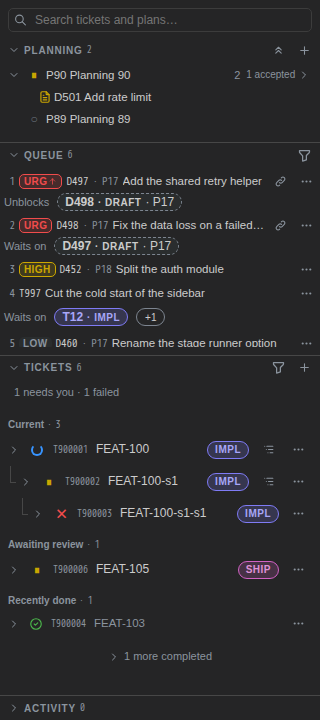 Search tickets and plans…
PLANNING 2
P90 Planning 90 2 1 accepted
D501 Add rate limit
P89 Planning 89
QUEUE 6
1 URG ↑ D497 · P17 Add the shared retry helper
Unblocks D498 · DRAFT · P17
2 URG D498 · P17 Fix the data loss on a failed…
Waits on D497 · DRAFT · P17
3 HIGH D452 · P18 Split the auth module
4 T997 Cut the cold start of the sidebar
Waits on T12 · IMPL +1
5 LOW D460 · P17 Rename the stage runner option
TICKETS 6
1 needs you · 1 failed
Current · 3
T900001 FEAT-100 IMPL
T900002 FEAT-100-s1 IMPL
T900003 FEAT-100-s1-s1 IMPL
Awaiting review · 1
T900006 FEAT-105 SHIP
Recently done · 1
T900004 FEAT-103
1 more completed
ACTIVITY 0